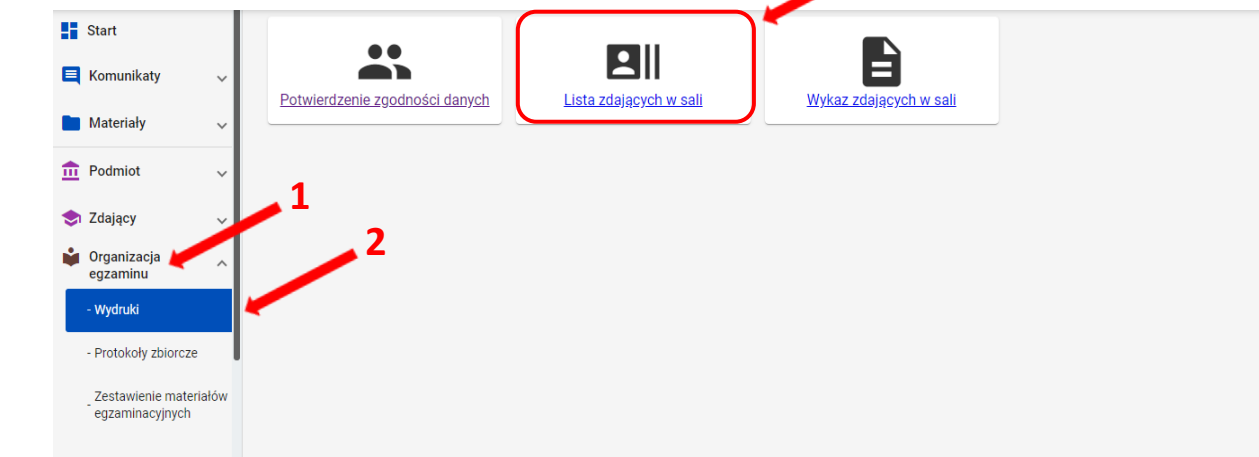 Start
Komunikaty
Materiały
Podmiot
Zdający
Organizacja
egzaminu
- Wydruki
- Protokoły zbiorcze
- Zestawienie materiałów
egzaminacyjnych
Potwierdzenie zgodności danych
Lista zdających w sali
Wykaz zdających w sali
1
2